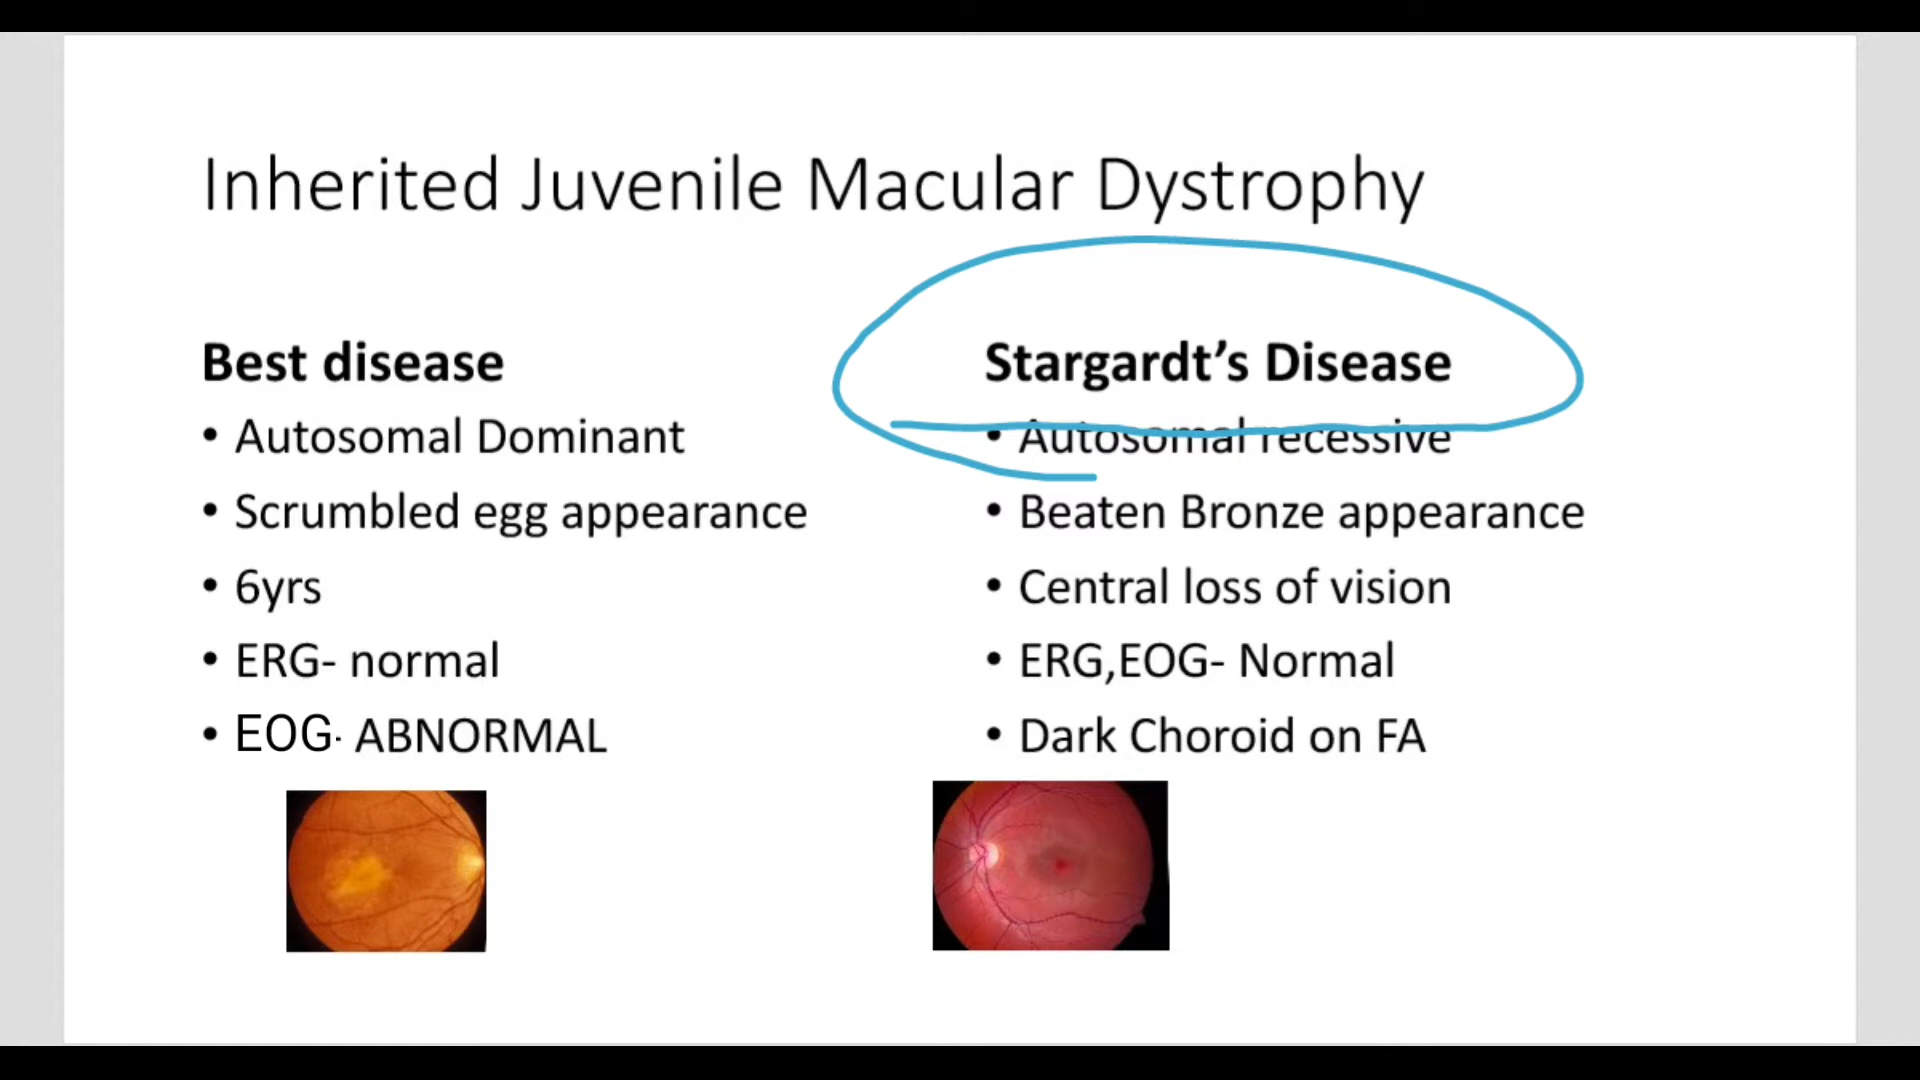 Inherited Juvenile Macular Dystrophy
Best disease
• Autosomal Dominant
• Scrumbled egg appearance
• 6yrs
• ERG- normal
• EOG- ABNORMAL
Stargardt’s Disease
• Autosomal recessive
• Beaten Bronze appearance
• Central loss of vision
• ERG,EOG- Normal
• Dark Choroid on FA